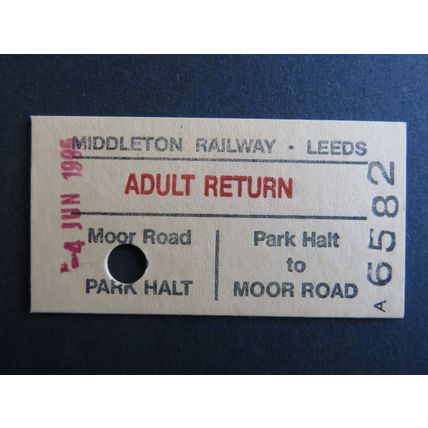 MIDDLETON RAILWAY · LEEDS
ADULT RETURN
Moor Road
PARK HALT
Park Halt
to
MOOR ROAD
A 6582
-4 JUN 1995